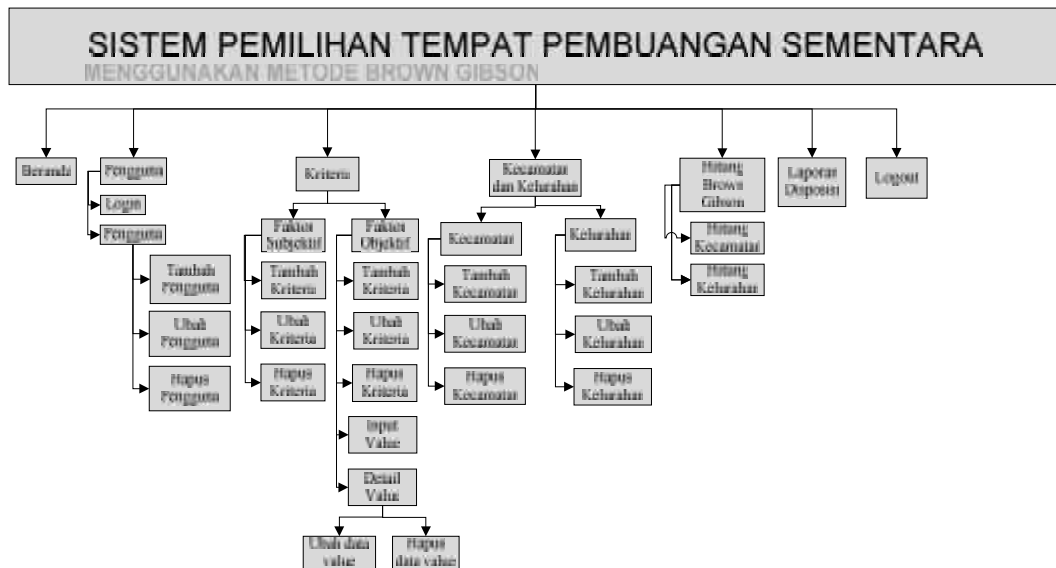 SISTEM PEMILIHAN TEMPAT PEMBUANGAN SEMENTARA
MENGGUNAKAN METODE BROWN GIBSON
Beranda
Pengguna
Login
Pengguna
Tambah
Pengguna
Ubah
Pengguna
Hapus
Pengguna
Kriteria
Faktor
Subjektif
Tambah
Kriteria
Ubah
Kriteria
Hapus
Kriteria
Faktor
Objektif
Tambah
Kriteria
Ubah
Kriteria
Hapus
Kriteria
Input
Value
Detail
Value
Ubah data
value
Hapus
data value
Kecamatan
dan Kelurahan
Kecamatan
Tambah
Kecamatan
Ubah
Kecamatan
Hapus
Kecamatan
Kelurahan
Tambah
Kelurahan
Ubah
Kelurahan
Hapus
Kelurahan
Hitung
Brown
Gibson
Hitung
Kecamatan
Hitung
Kelurahan
Laporan
Disposisi
Logout